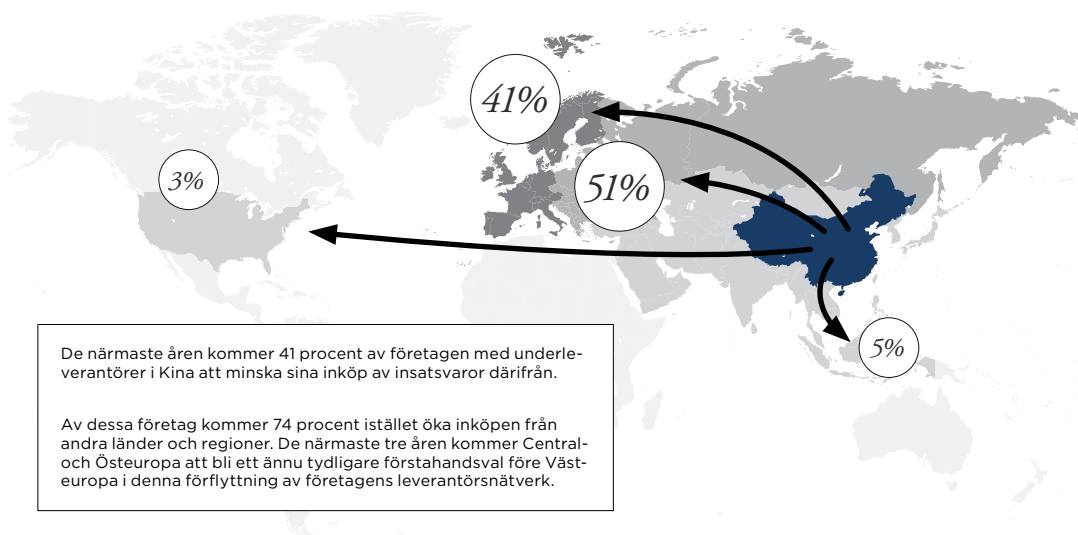 41%
3%
51%
5%
De närmaste åren kommer 41 procent av företagen med underle-
verantörer i Kina att minska sina inköp av insatsvaror därifrån.
Av dessa företag kommer 74 procent istället öka inköpen från
andra länder och regioner. De närmaste tre åren kommer Central-
och Östeuropa att bli ett ännu tydligare förstahandsval före Väst-
europa i denna förflyttning av företagens leverantörsnätverk.